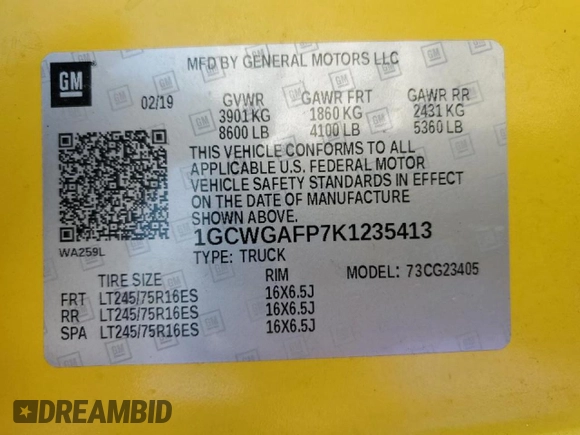 GM
MFD BY GENERAL MOTORS LLC
02/19 GVWR GAWR FRT GAWR RR
3901 KG 1860 KG 2431 KG
8600 LB 4100 LB 5360 LB
THIS VEHICLE CONFORMS TO ALL
APPLICABLE U.S. FEDERAL MOTOR
VEHICLE SAFETY STANDARDS IN EFFECT
ON THE DATE OF MANUFACTURE
SHOWN ABOVE.
WA259L
1GCWGAFP7K1235413
TYPE: TRUCK
TIRE SIZE RIM MODEL: 73CG23405
FRT LT245/75R16ES 16X6.5J
RR LT245/75R16ES 16X6.5J
SPA LT245/75R16ES 16X6.5J
DREAMBID